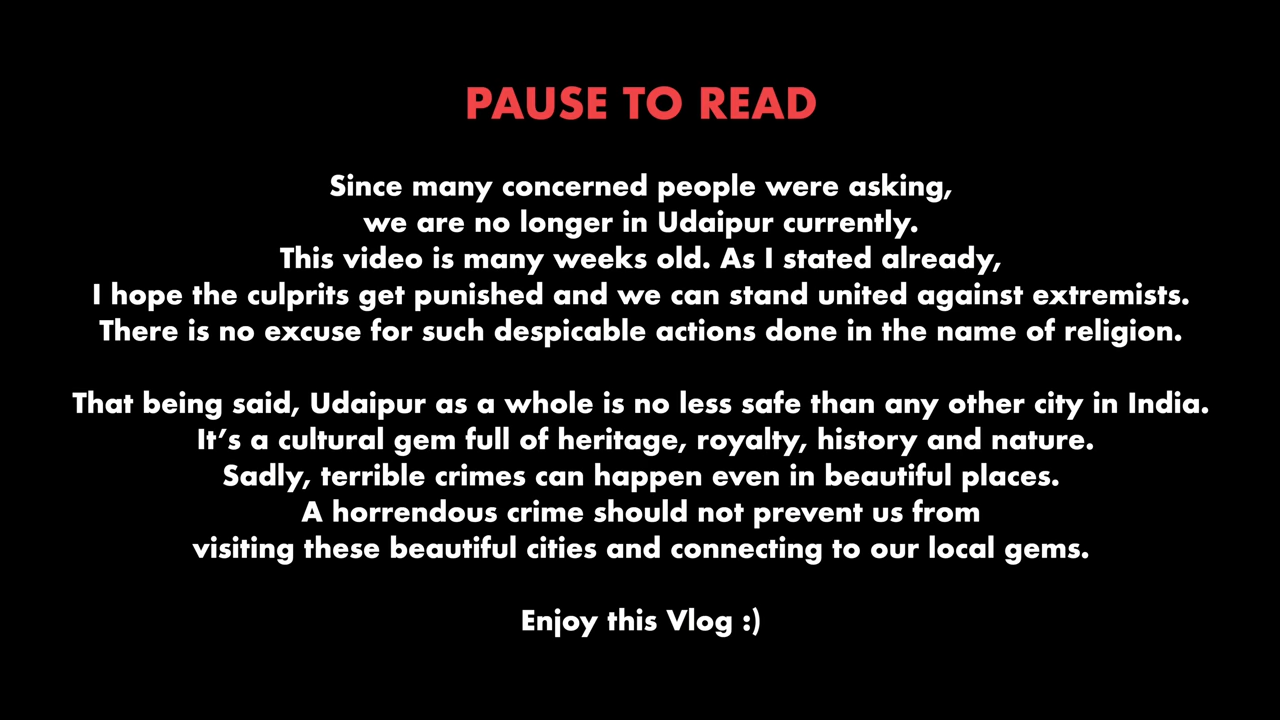 PAUSE TO READ
Since many concerned people were asking,
we are no longer in Udaipur currently.
This video is many weeks old. As I stated already,
I hope the culprits get punished and we can stand united against extremists.
There is no excuse for such despicable actions done in the name of religion.
That being said, Udaipur as a whole is no less safe than any other city in India.
It’s a cultural gem full of heritage, royalty, history and nature.
Sadly, terrible crimes can happen even in beautiful places.
A horrendous crime should not prevent us from
visiting these beautiful cities and connecting to our local gems.
Enjoy this Vlog :)